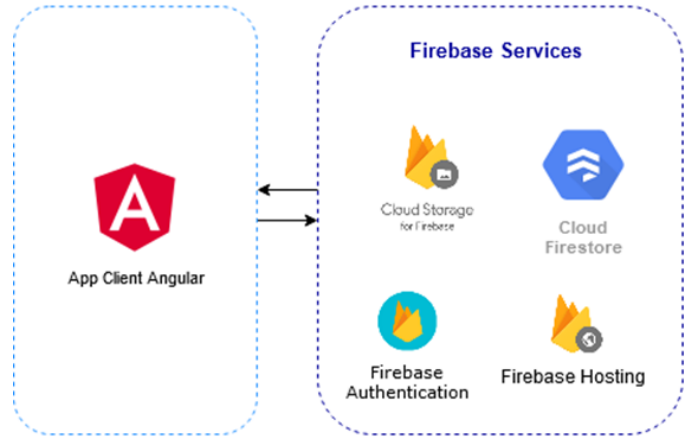 Firebase Services
A
App Client Angular
Cloud Storage
for Firebase
Cloud
Firestore
Firebase
Authentication
Firebase Hosting